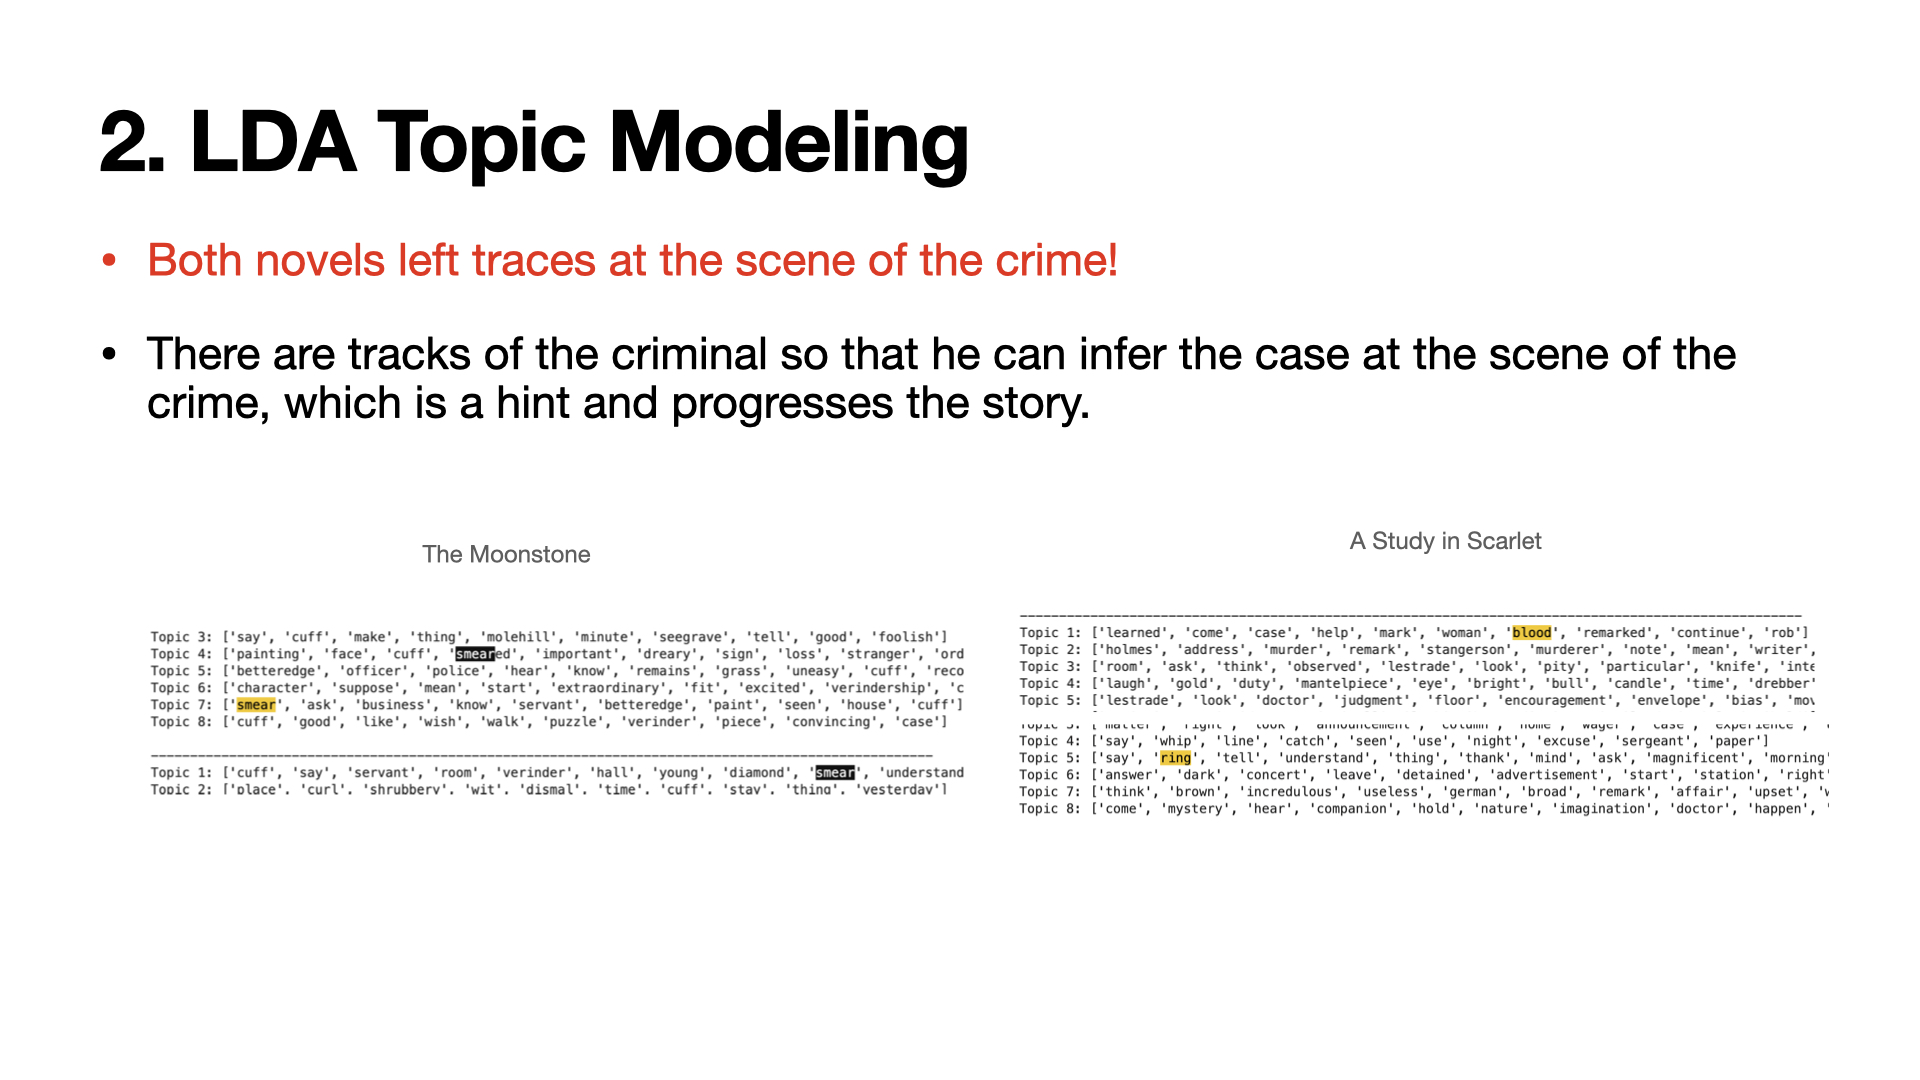 2. LDA Topic Modeling
• Both novels left traces at the scene of the crime!
• There are tracks of the criminal so that he can infer the case at the scene of the
crime, which is a hint and progresses the story.
The Moonstone
Topic 3: ['say', 'cuff', 'make', 'thing', 'molehill', 'minute', 'seegrave', 'tell', 'good', 'foolish']
Topic 4: ['painting', 'face', 'cuff', 'smeared', 'important', 'dreary', 'sign', 'loss', 'stranger', 'ord
Topic 5: ['betteredge', 'officer', 'police', 'hear', 'know', 'remains', 'grass', 'uneasy', 'cuff', 'reco
Topic 6: ['character', 'suppose', 'mean', 'start', 'extraordinary', 'fit', 'excited', 'verindership', 'c
Topic 7: ['smear', 'ask', 'business', 'know', 'servant', 'betteredge', 'paint', 'seen', 'house', 'cuff']
Topic 8: ['cuff', 'good', 'like', 'wish', 'walk', 'puzzle', 'verinder', 'piece', 'convincing', 'case']
Topic 1: ['cuff', 'say', 'servant', 'room', 'verinder', 'hall', 'young', 'diamond', 'smear', 'understand
Topic 2: ['place', 'curl', 'shrubbery', 'wit', 'dismal', 'time', 'cuff', 'stay', 'thing', 'yesterday']
A Study in Scarlet
Topic 1: ['learned', 'come', 'case', 'help', 'mark', 'woman', 'blood', 'remarked', 'continue', 'rob']
Topic 2: ['holmes', 'address', 'murder', 'remark', 'stangerson', 'murderer', 'note', 'mean', 'writer',
Topic 3: ['room', 'ask', 'think', 'observed', 'lestrade', 'look', 'pity', 'particular', 'knife', 'inte
Topic 4: ['laugh', 'gold', 'duty', 'mantelpiece', 'eye', 'bright', 'bull', 'candle', 'time', 'drebber'
Topic 5: ['lestrade', 'look', 'doctor', 'judgment', 'floor', 'encouragement', 'envelope', 'bias', 'mov
Topic 3: ['matter', 'right', 'look', 'announcement', 'column', 'home', 'wager', 'case', 'experience',
Topic 4: ['say', 'whip', 'line', 'catch', 'seen', 'use', 'night', 'excuse', 'sergeant', 'paper']
Topic 5: ['say', 'ring', 'tell', 'understand', 'thing', 'thank', 'mind', 'ask', 'magnificent', 'morning'
Topic 6: ['answer', 'dark', 'concert', 'leave', 'detained', 'advertisement', 'start', 'station', 'right'
Topic 7: ['think', 'brown', 'incredulous', 'useless', 'german', 'broad', 'remark', 'affair', 'upset', 'w
Topic 8: ['come', 'mystery', 'hear', 'companion', 'hold', 'nature', 'imagination', 'doctor', 'happen', '